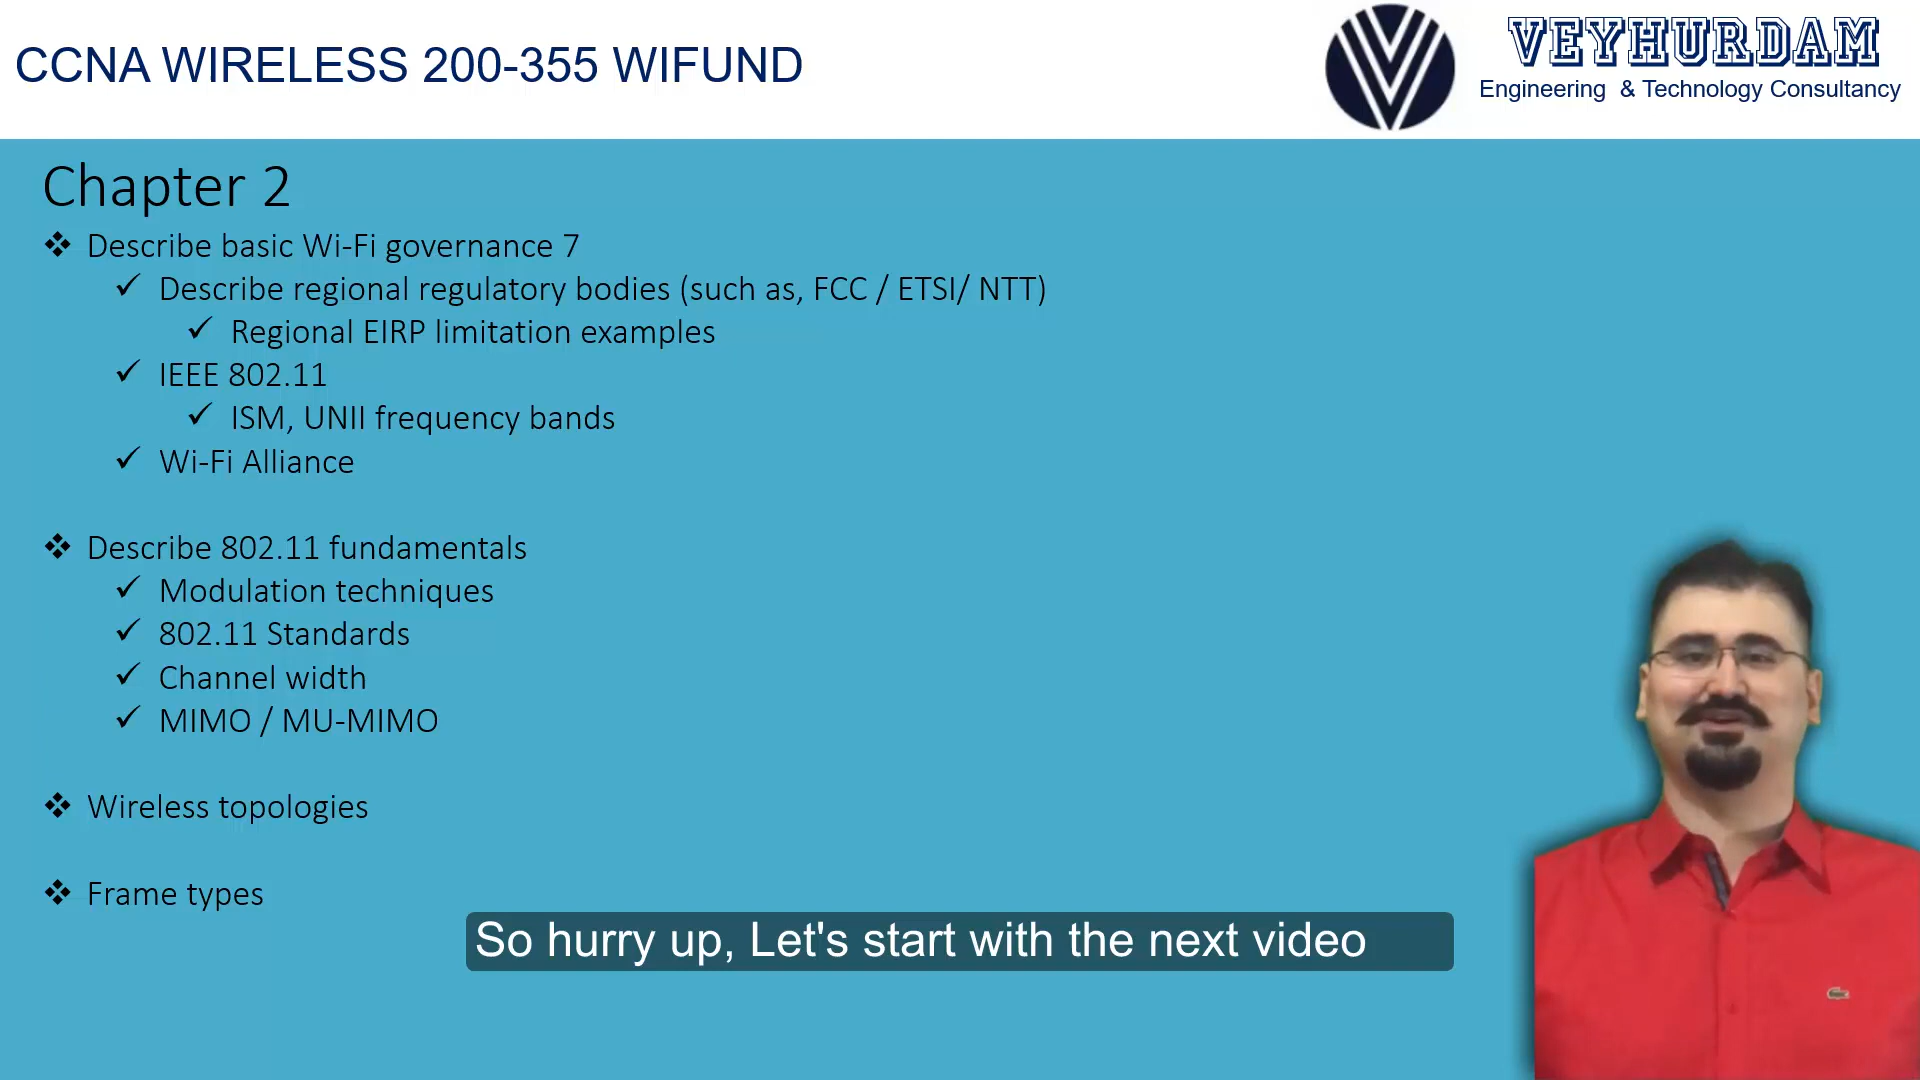 CCNA WIRELESS 200-355 WIFUND
VEYHURDAM
Engineering & Technology Consultancy
Chapter 2
❖ Describe basic Wi-Fi governance 7
✓ Describe regional regulatory bodies (such as, FCC / ETSI/ NTT)
✓ Regional EIRP limitation examples
✓ IEEE 802.11
✓ ISM, UNII frequency bands
✓ Wi-Fi Alliance
❖ Describe 802.11 fundamentals
✓ Modulation techniques
✓ 802.11 Standards
✓ Channel width
✓ MIMO / MU-MIMO
❖ Wireless topologies
❖ Frame types
So hurry up, Let's start with the next video